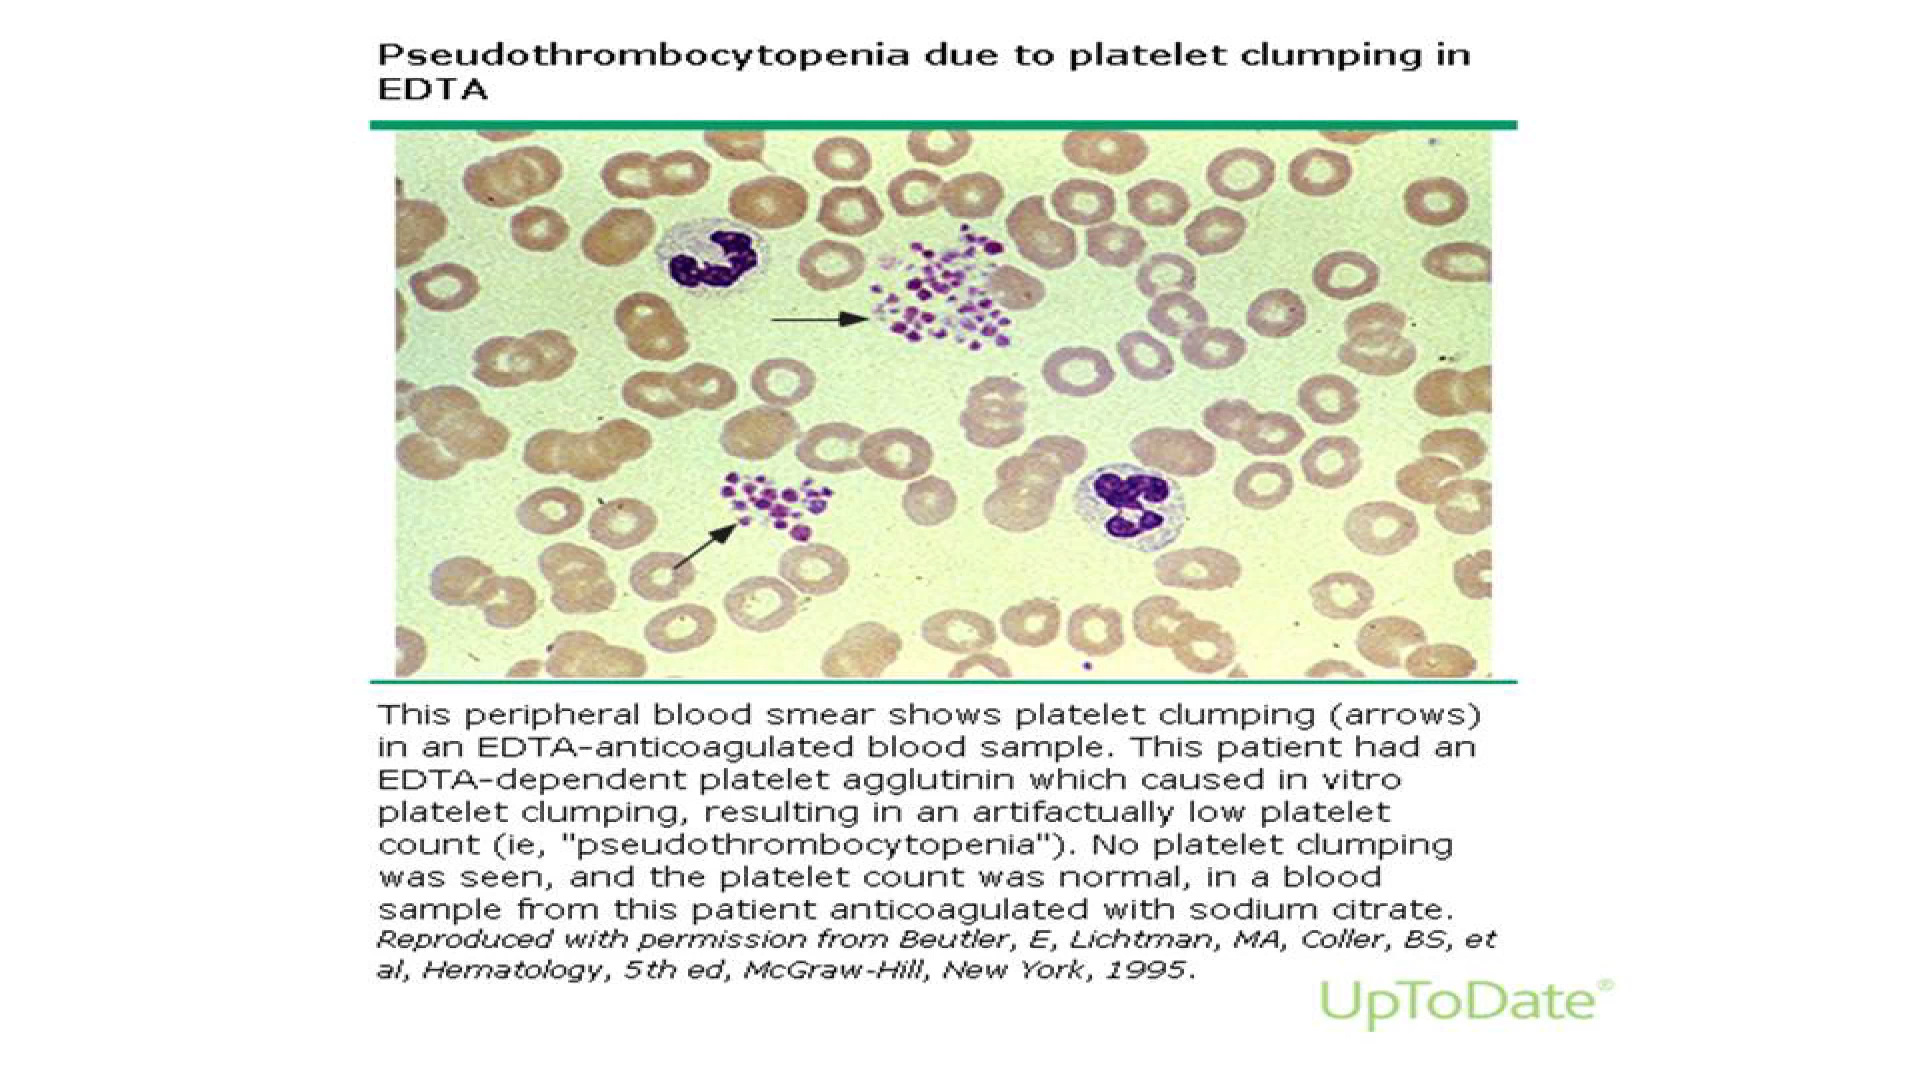 Pseudothrombocytopenia due to platelet clumping in
EDTA
This peripheral blood smear shows platelet clumping (arrows)
in an EDTA-anticoagulated blood sample. This patient had an
EDTA-dependent platelet agglutinin which caused in vitro
platelet clumping, resulting in an artifactually low platelet
count (ie, "pseudothrombocytopenia"). No platelet clumping
was seen, and the platelet count was normal, in a blood
sample from this patient anticoagulated with sodium citrate.
Reproduced with permission from Beutler, E, Lichtman, MA, Coller, BS, et
al, Hematology, 5th ed, McGraw-Hill, New York, 1995.
UpToDate®